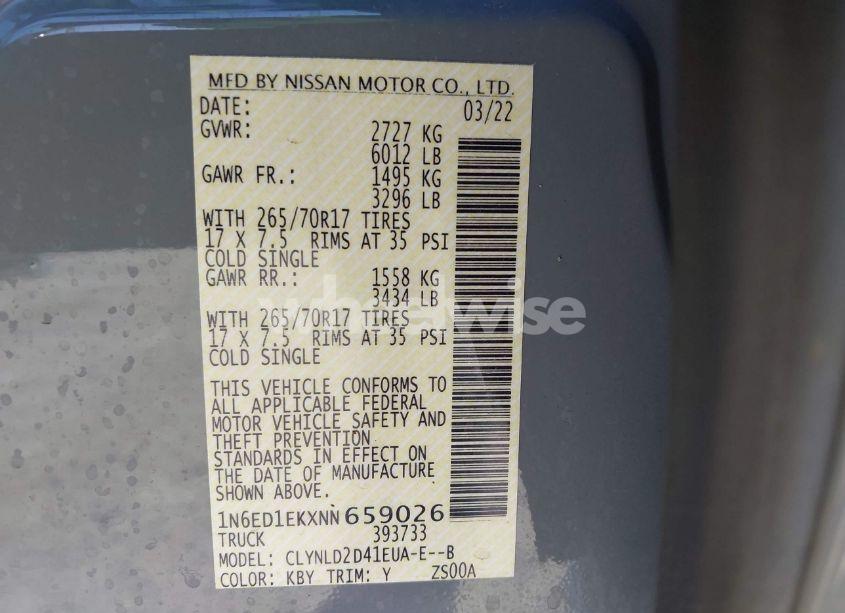 MFD BY NISSAN MOTOR CO., LTD.
DATE: 03/22
GVWR: 2727 KG
6012 LB
GAWR FR.: 1495 KG
3296 LB
WITH 265/70R17 TIRES
17 X 7.5 RIMS AT 35 PSI
COLD SINGLE
GAWR RR.: 1558 KG
3434 LB
WITH 265/70R17 TIRES
17 X 7.5 RIMS AT 35 PSI
COLD SINGLE
THIS VEHICLE CONFORMS TO
ALL APPLICABLE FEDERAL
MOTOR VEHICLE SAFETY AND
THEFT PREVENTION
STANDARDS IN EFFECT ON
THE DATE OF MANUFACTURE
SHOWN ABOVE.
1N6ED1EKXNN659026
TRUCK 393733
MODEL: CLYNLD2D41EUA-E--B
COLOR: KBY TRIM: Y ZS00A
wheelwise